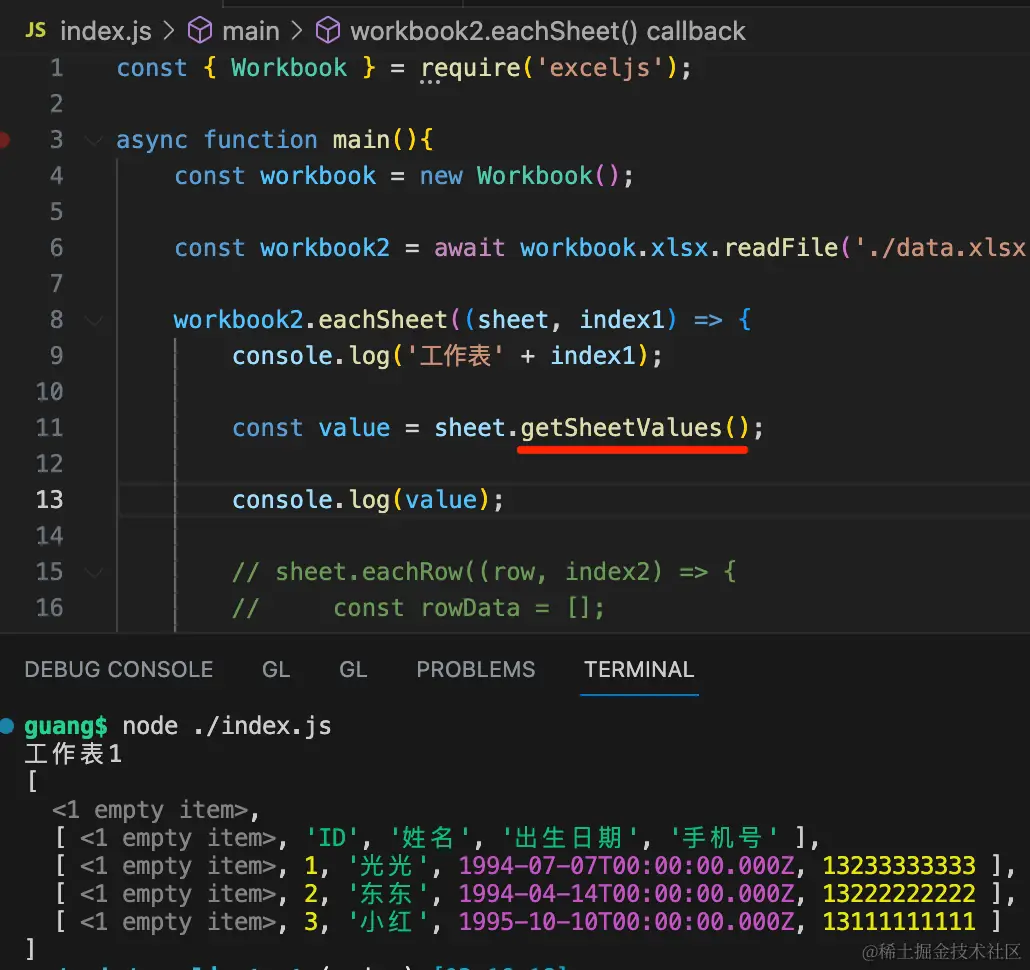 JS index.js > main > workbook2.eachSheet() callback
1 const { Workbook } = require('exceljs');
2
3 async function main(){
4 const workbook = new Workbook();
5
6 const workbook2 = await workbook.xlsx.readFile('./data.xlsx
7
8 workbook2.eachSheet((sheet, index1) => {
9 console.log('工作表' + index1);
10
11 const value = sheet.getSheetValues();
12
13 console.log(value);
14
15 // sheet.eachRow((row, index2) => {
16 // const rowData = [];
DEBUG CONSOLE GL GL PROBLEMS TERMINAL
guang$ node ./index.js
工作表1
[
<1 empty item>,
[ <1 empty item>, 'ID', '姓名', '出生日期', '手机号' ],
[ <1 empty item>, 1, '光光', 1994-07-07T00:00:00.000Z, 13233333333 ],
[ <1 empty item>, 2, '东东', 1994-04-14T00:00:00.000Z, 13222222222 ],
[ <1 empty item>, 3, '小红', 1995-10-10T00:00:00.000Z, 13111111111 ]
]
@稀土掘金技术社区